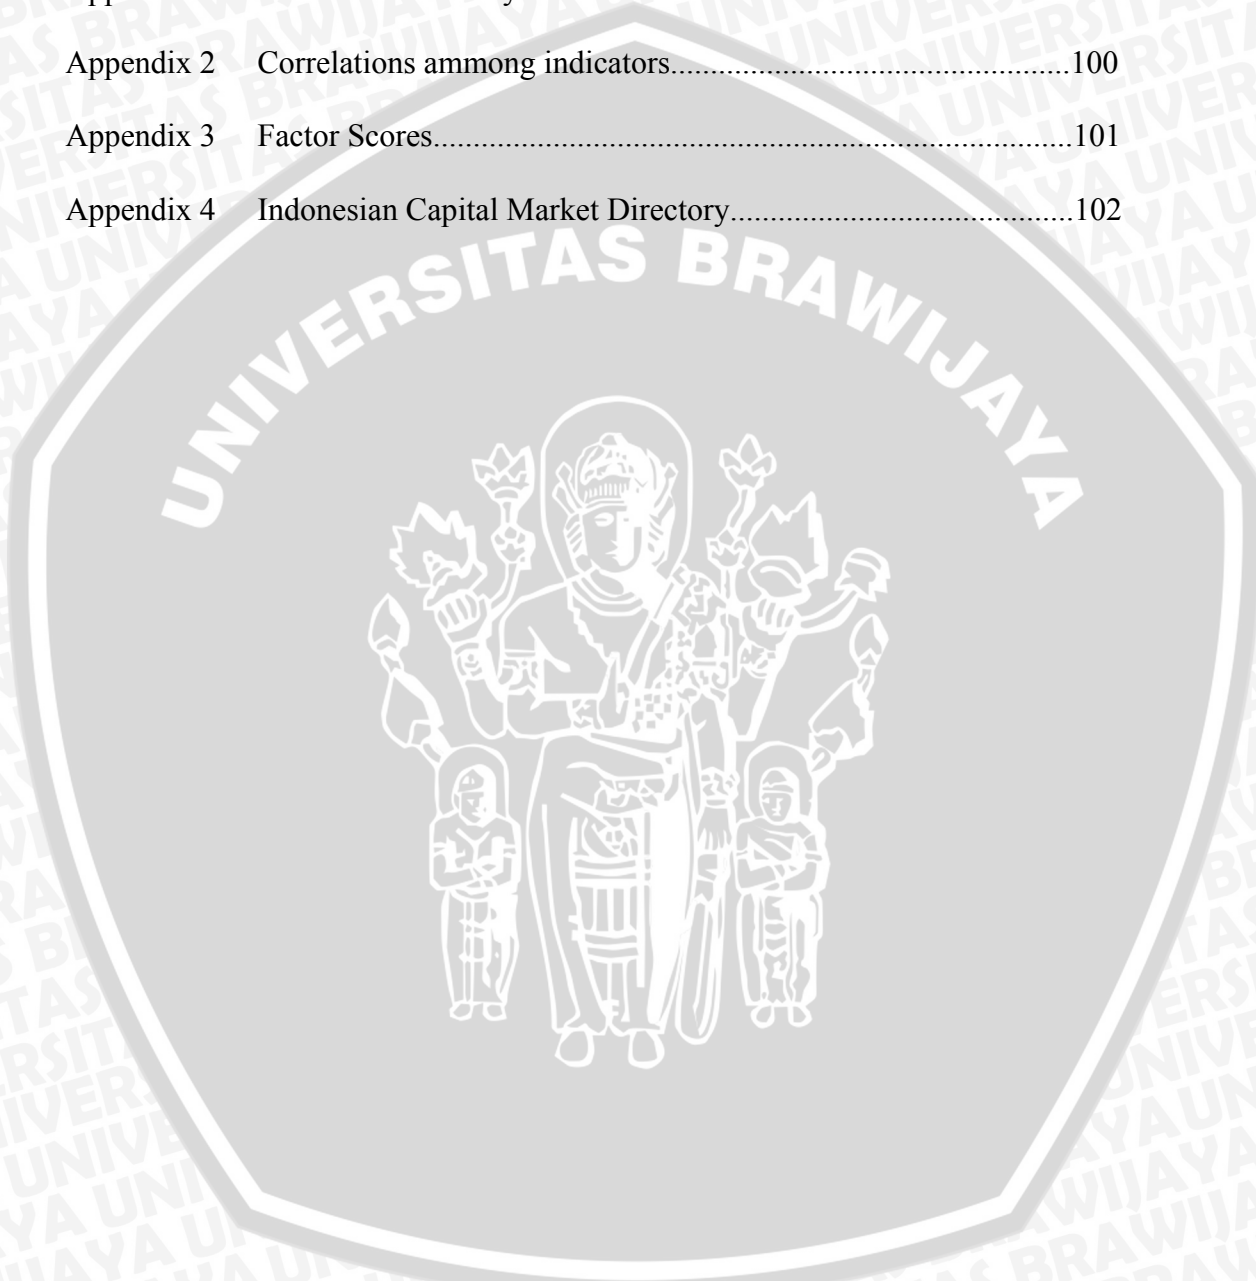 Appendix 2 Correlations ammong indicators..................................................100
Appendix 3 Factor Scores................................................................................101
Appendix 4 Indonesian Capital Market Directory...........................................102
UNIVERSITAS BRAWIJAYA